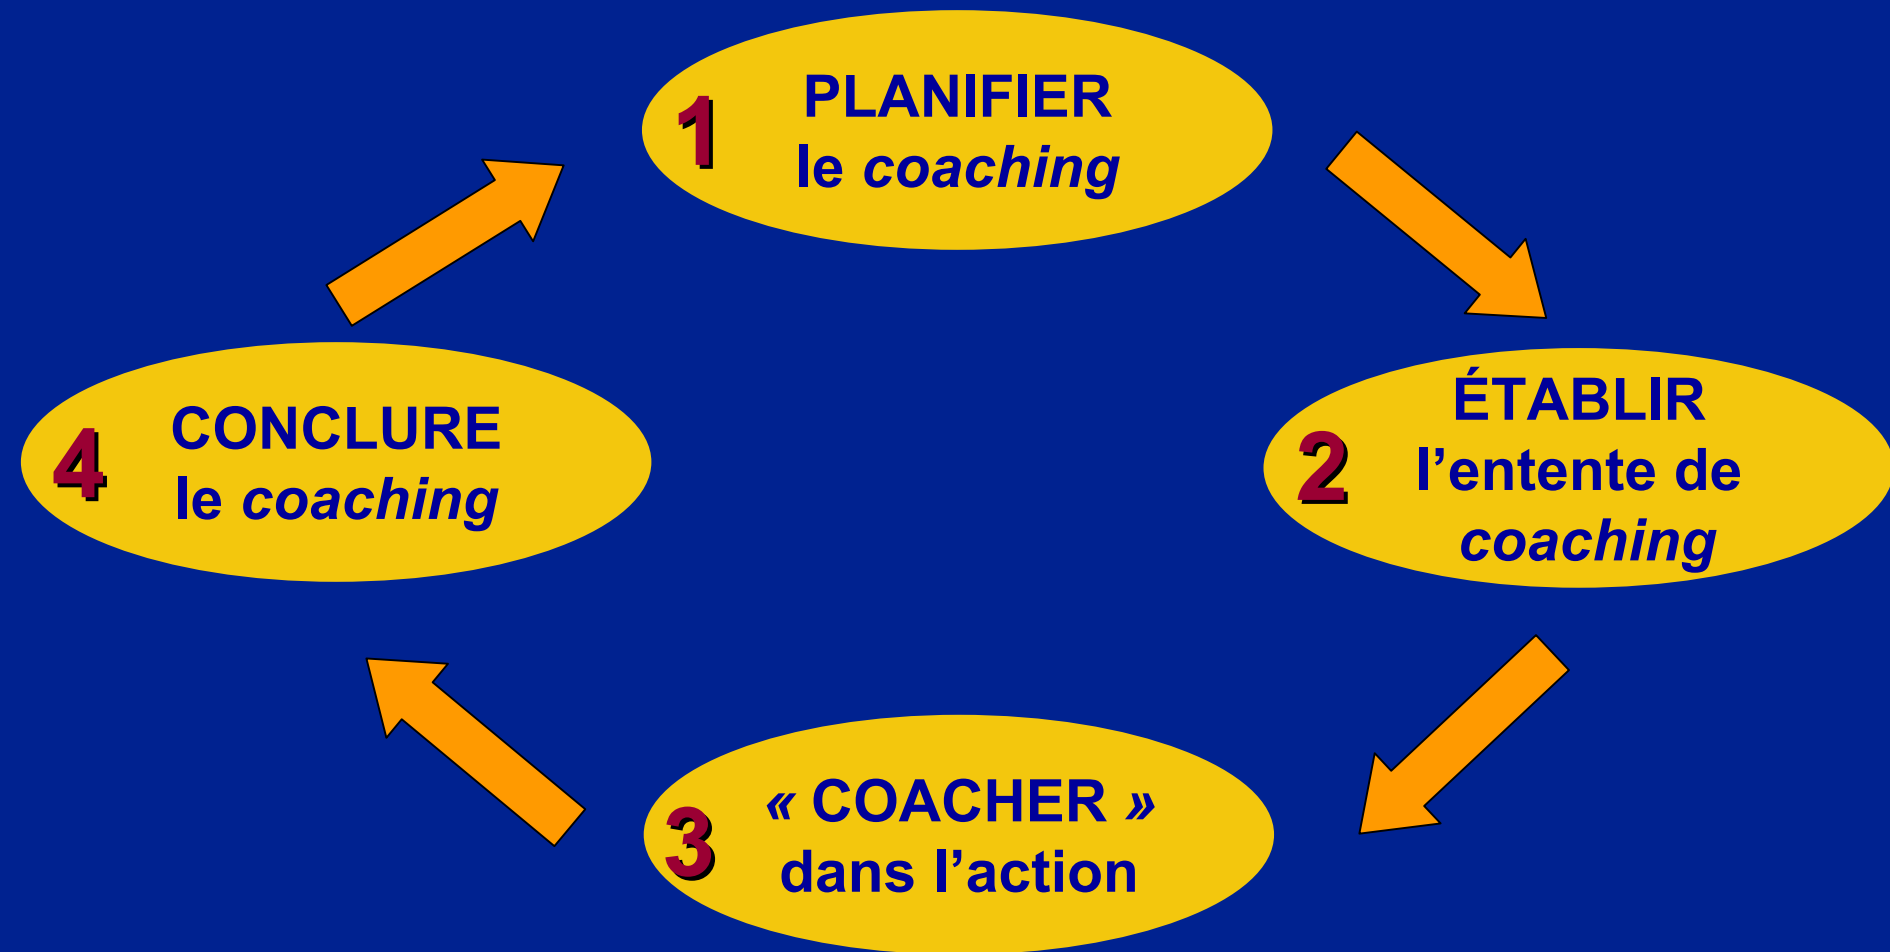 1
PLANIFIER
le coaching
2
ÉTABLIR
l’entente de
coaching
3
« COACHER »
dans l’action
4
CONCLURE
le coaching